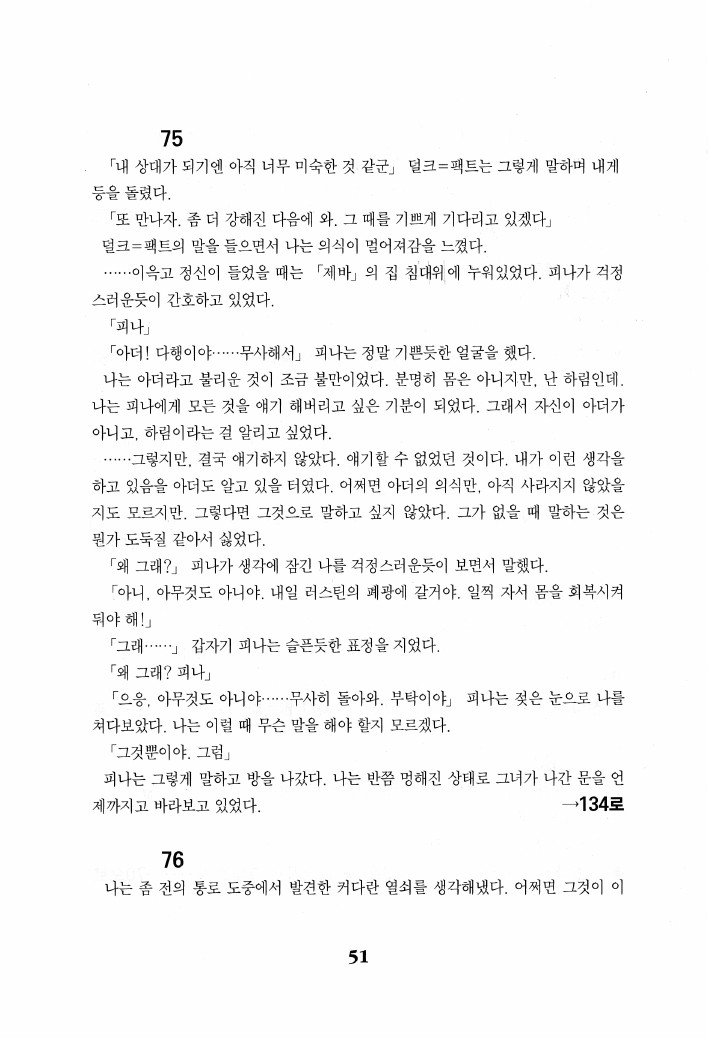 75
「내 상대가 되기엔 아직 너무 미숙한 것 같군」 덜크=팩트는 그렇게 말하며 내게
등을 돌렸다.
「또 만나자. 좀 더 강해진 다음에 와. 그 때를 기쁘게 기다리고 있겠다」
덜크=팩트의 말을 들으면서 나는 의식이 멀어져감을 느꼈다.
……이윽고 정신이 들었을 때는 「제바」의 집 침대위에 누워있었다. 피나가 걱정
스러운듯이 간호하고 있었다.
「피나」
「아더! 다행이야……무사해서」 피나는 정말 기쁜듯한 얼굴을 했다.
나는 아더라고 불리운 것이 조금 불만이었다. 분명히 몸은 아니지만, 난 하림인데.
나는 피나에게 모든 것을 얘기 해버리고 싶은 기분이 되었다. 그래서 자신이 아더가
아니고, 하림이라는 걸 알리고 싶었다.
……그렇지만, 결국 얘기하지 않았다. 얘기할 수 없었던 것이다. 내가 이런 생각을
하고 있음을 아더도 알고 있을 터였다. 어쩌면 아더의 의식만, 아직 사라지지 않았을
지도 모르지만. 그렇다면 그것으로 말하고 싶지 않았다. 그가 없을 때 말하는 것은
뭔가 도둑질 같아서 싫었다.
「왜 그래?」 피나가 생각에 잠긴 나를 걱정스러운듯이 보면서 말했다.
「아니, 아무것도 아니야. 내일 러스틴의 폐광에 갈거야. 일찍 자서 몸을 회복시켜
둬야 해!」
「그래……」 갑자기 피나는 슬픈듯한 표정을 지었다.
「왜 그래? 피나」
「으응, 아무것도 아니야……무사히 돌아와. 부탁이야」 피나는 젖은 눈으로 나를
쳐다보았다. 나는 이럴 때 무슨 말을 해야 할지 모르겠다.
「그것뿐이야. 그럼」
피나는 그렇게 말하고 방을 나갔다. 나는 반쯤 멍해진 상태로 그녀가 나간 문을 언
제까지고 바라보고 있었다. →134로
76
나는 좀 전의 통로 도중에서 발견한 커다란 열쇠를 생각해냈다. 어쩌면 그것이 이
51